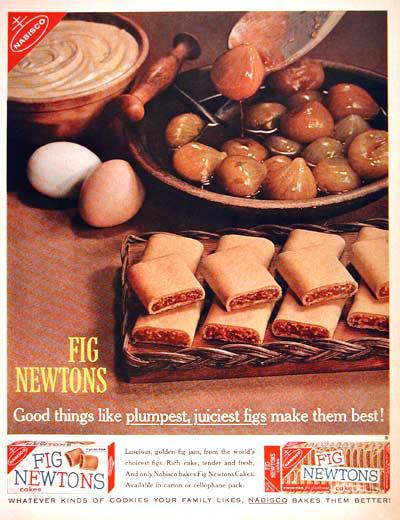 NABISCO
FIG
NEWTONS
Good things like plumpest, juiciest figs make them best!
NABISCO
FIG
NEWTONS
cakes
Luscious, golden fig jam, from the world's
choicest figs. Rich cake, tender and fresh.
And only Nabisco bakes Fig Newtons Cakes.
Available in carton or cellophane pack.
NABISCO
FIG
NEWTONS
CAKES
WHATEVER KINDS OF COOKIES YOUR FAMILY LIKES, NABISCO BAKES THEM BETTER!